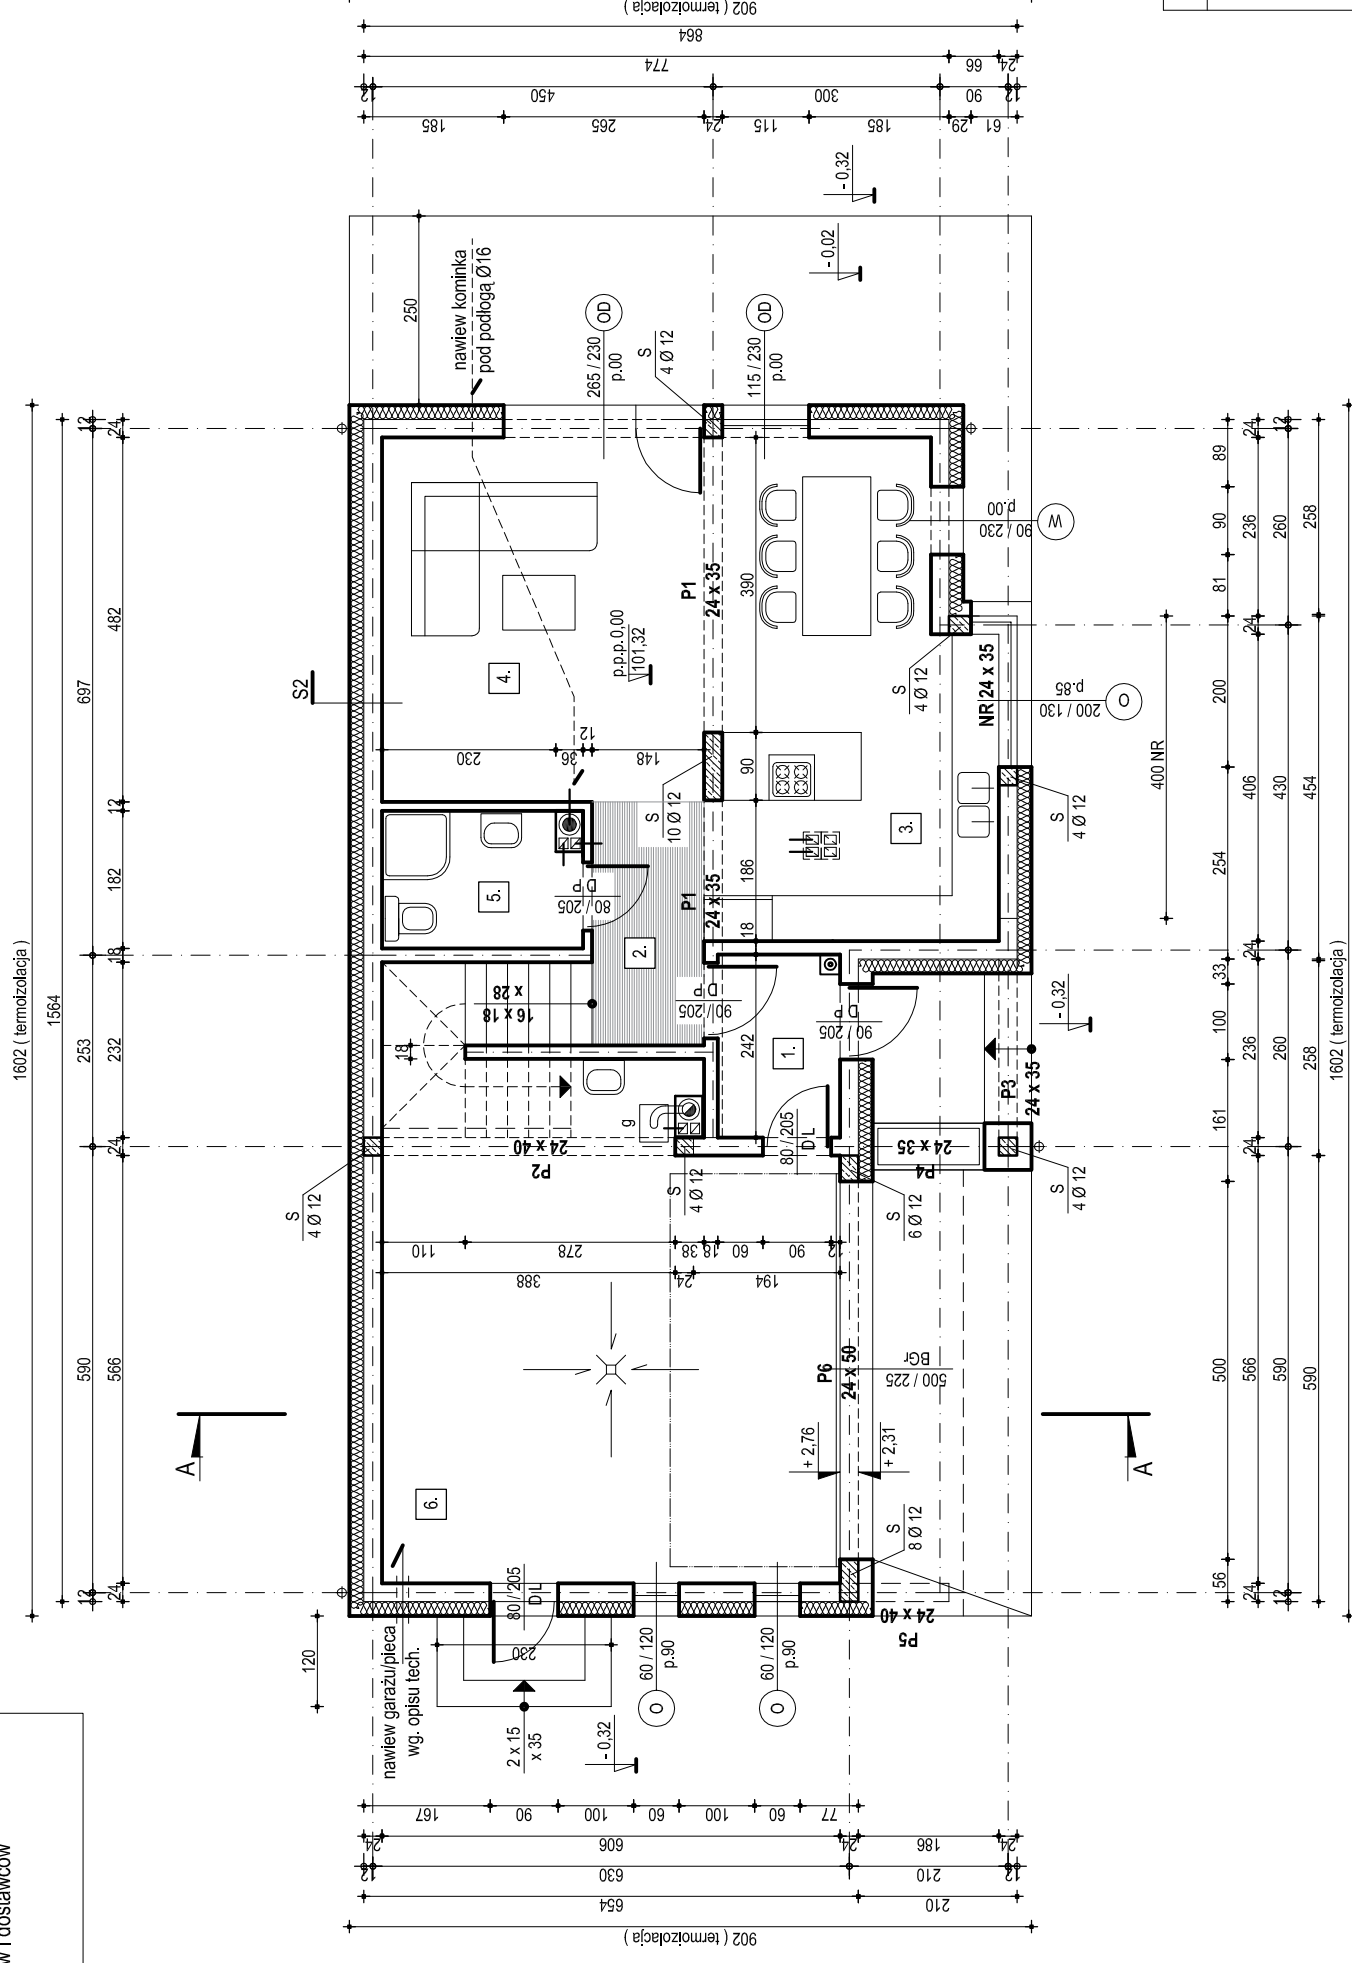 902 ( termoizolacja )
864
774
66
24
12
450
300
90
12
185
265
24
115
185
29
61
- 0,32
- 0,02
250
nawiew kominka
pod podłogą Ø16
OD
265 / 230
p.00
S
4 Ø 12
OD
115 / 230
p.00
1602 ( termoizolacja )
1564
12
697
253
590
12
24
482
12
182
18
232
24
566
24
S2
4.
p.p.p.0,00
101,32
P1
24 x 35
390
W
90 / 230
p.00
S
4 Ø 12
NR 24 x 35
O
200 / 130
p.85
400 NR
230
36
12
148
S
10 Ø 12
90
3.
S
4 Ø 12
5.
80 / 205
D P
P1
24 x 35
186
18
2.
16 x 18
x 28
18
90 / 205
D P
242
90 / 205
D P
1.
- 0,32
P3
24 x 35
g
80 / 205
D L
P2
24 x 40
P4
24 x 35
S
4 Ø 12
S
4 Ø 12
S
6 Ø 12
S
4 Ø 12
110
278
38
18
60
90
12
388
24
194
P6
24 x 50
BGr
500 / 225
+ 2,76
+ 2,31
A
A
6.
S
8 Ø 12
P5
24 x 40
80 / 205
D L
230
120
nawiew garażu/pieca
wg. opisu tech.
2 x 15
x 35
60 / 120
p.90
O
60 / 120
p.90
O
- 0,32
89
90
81
200
254
33
100
161
500
56
24
236
24
406
24
236
24
566
24
12
260
430
260
590
12
258
454
258
590
1602 ( termoizolacja )
167
90
100
60
100
60
77
24
606
24
186
24
12
630
210
12
654
210
902 ( termoizolacja )
w i dostawców